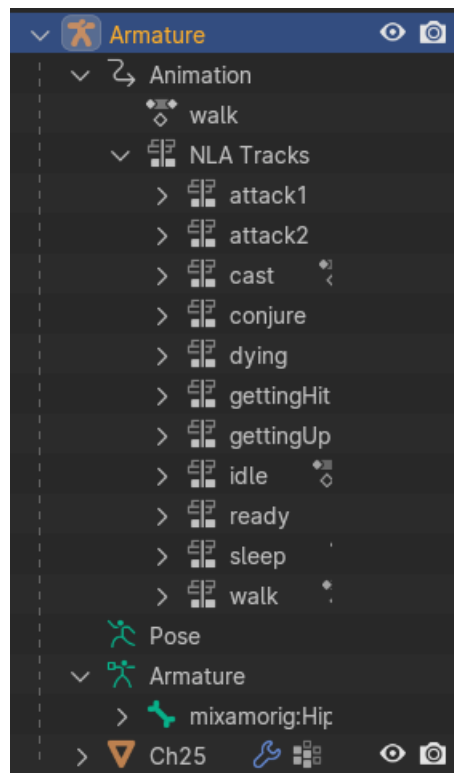 Armature
Animation
walk
NLA Tracks
attack1
attack2
cast
conjure
dying
gettingHit
gettingUp
idle
ready
sleep
walk
Pose
Armature
mixamorig:Hip
Ch25